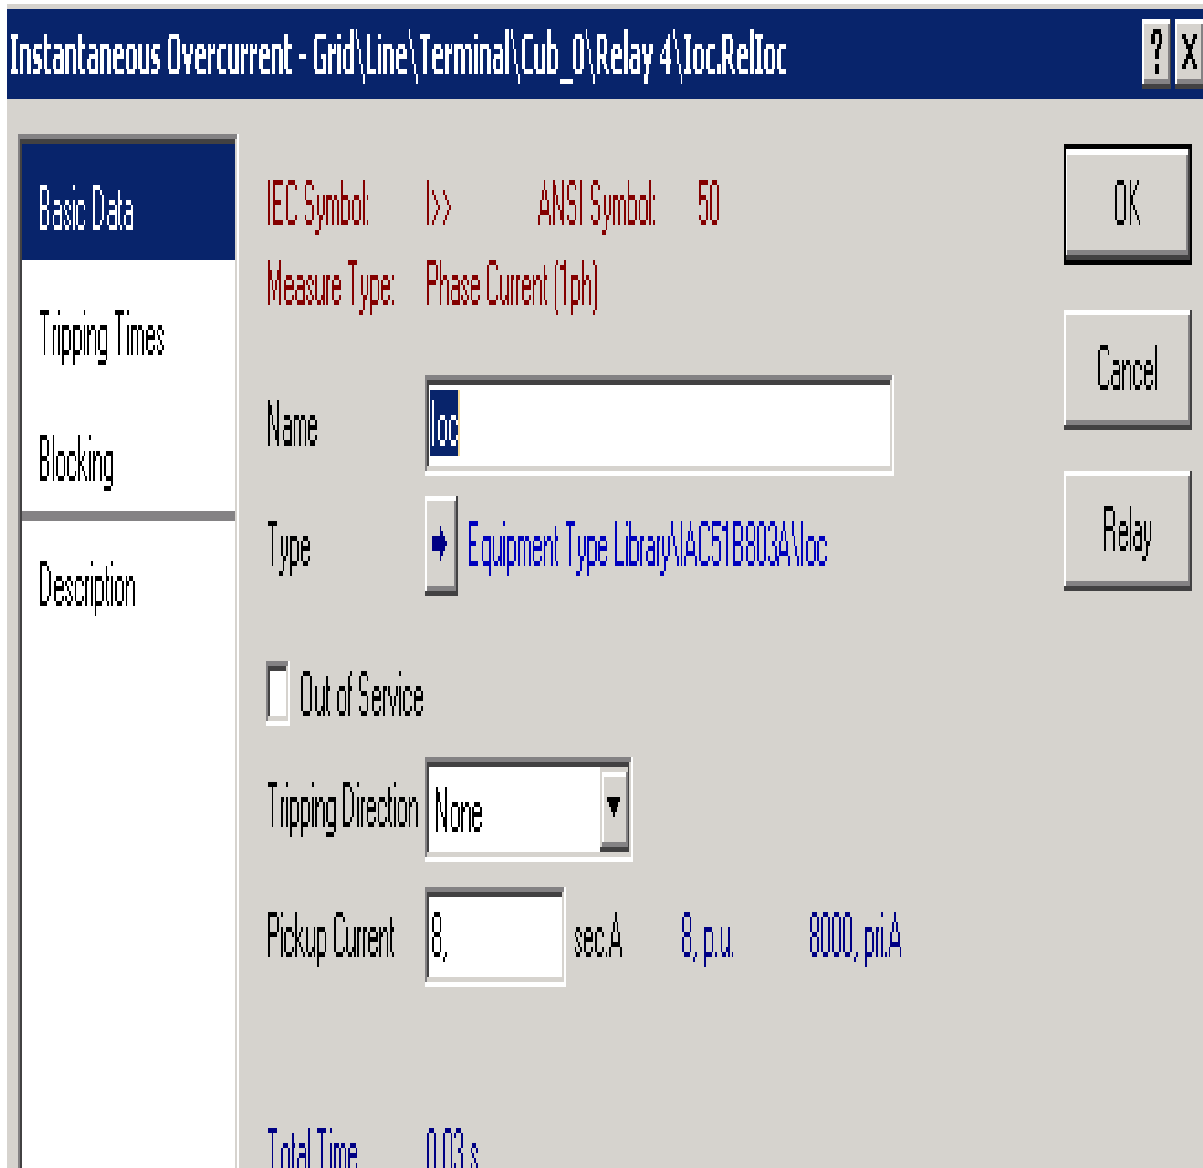 Instantaneous Overcurrent - Grid\Line\Terminal\Cub_0\Relay 4\Ioc.RelIoc ? X
Basic Data
Tripping Times
Blocking
Description
IEC Symbol: I>> ANSI Symbol: 50
Measure Type: Phase Current (1ph)
Name Ioc
Type Equipment Type Library\IAC51B803A\Ioc
Out of Service
Tripping Direction None
Pickup Current 8, sec.A 8, p.u. 8000, pri.A
Total Time 0,03 s
OK
Cancel
Relay